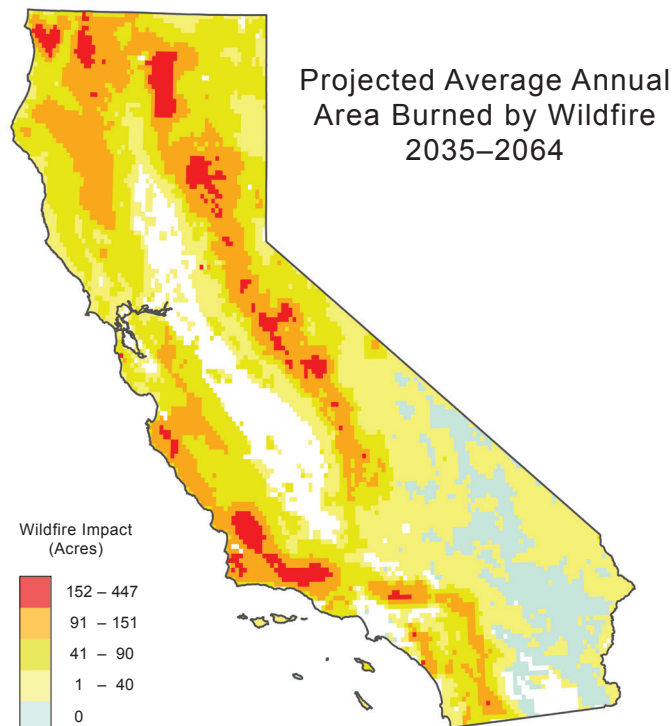 Projected Average Annual
Area Burned by Wildfire
2035–2064
Wildfire Impact
(Acres)
152 – 447
91 – 151
41 – 90
1 – 40
0